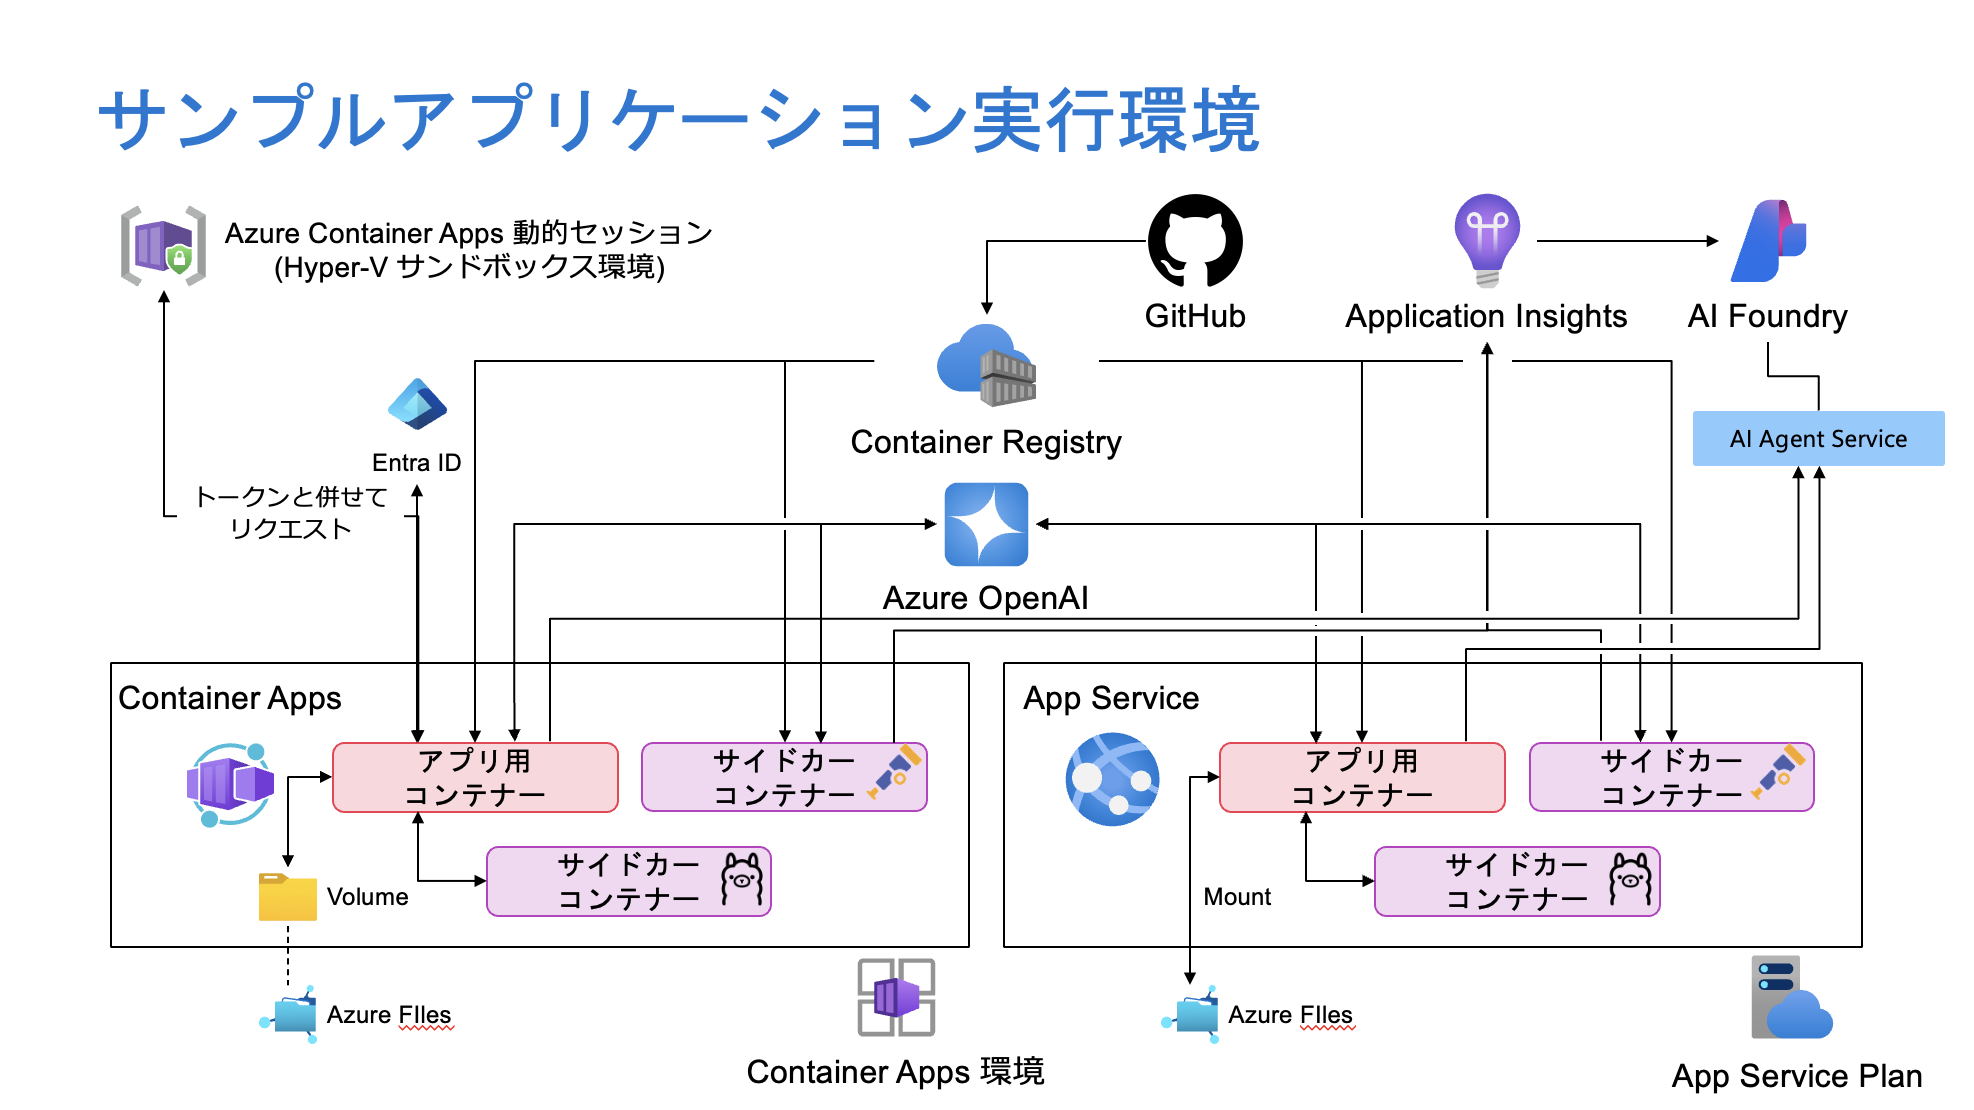 サンプルアプリケーション実行環境
Azure Container Apps 動的セッション
(Hyper-V サンドボックス環境)
GitHub
Application Insights
AI Foundry
Container Registry
AI Agent Service
Entra ID
トークンと併せて
リクエスト
Azure OpenAI
Container Apps
アプリ用
コンテナー
サイドカー
コンテナー
サイドカー
コンテナー
Volume
Azure FIles
Container Apps 環境
App Service
アプリ用
コンテナー
サイドカー
コンテナー
サイドカー
コンテナー
Mount
Azure FIles
App Service Plan